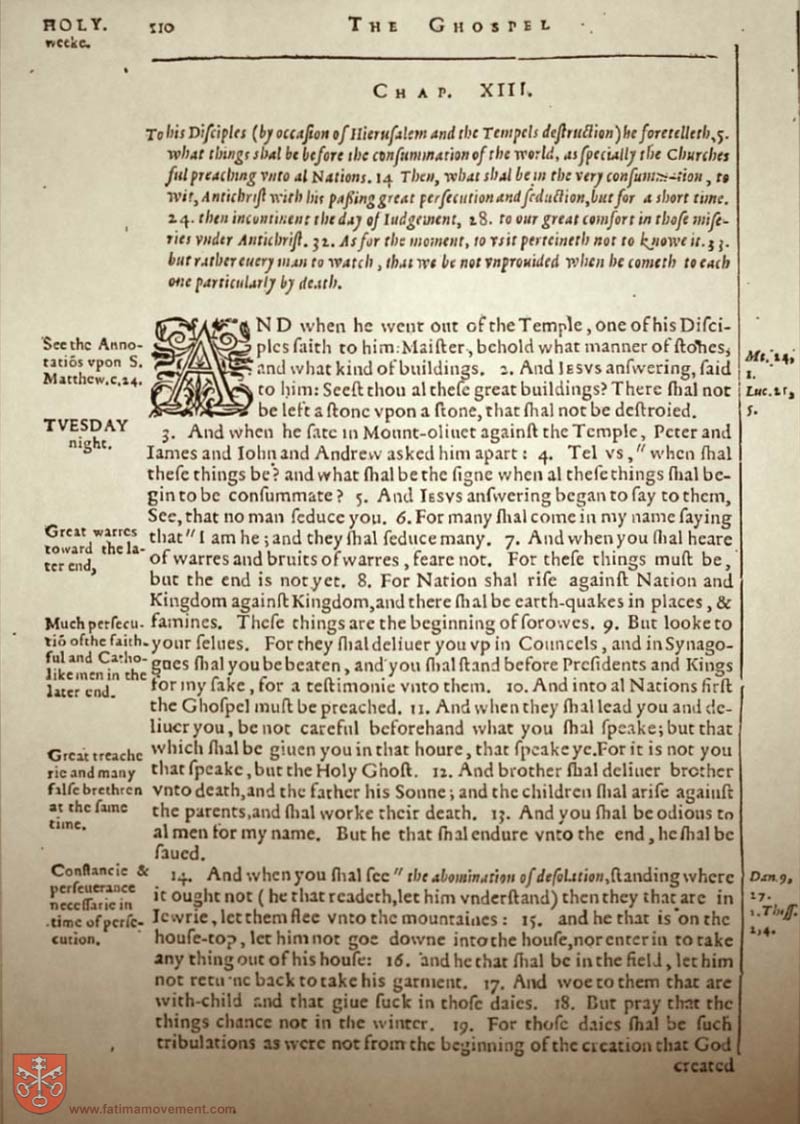 HOLY. 110 THE GHOSPEL
weeke.
CHAP. XIII.
To his Diſciples (by occaſion of Hieruſalem and the Tempels deſtruction) he foretelleth, 5.
what things shal be before the conſummation of the world, as ſpecially the Churches
ful preaching vnto al Nations. 14 Then, what shal be in the very conſummation, to
wit, Antichriſt with his paßing great perſecution and ſeduction, but for a short time.
24. then incontinent the day of Iudgement, 28. to our great comfort in thoſe miſe-
ries vnder Antichriſt. 32. As for the moment, to vs it perteineth not to knowe it. 33.
but rather euery man to watch, that we be not vnprouided when he cometh to each
one particularly by death.
AND when he went out of the Temple, one of his Diſci-
ples ſaith to him: Maiſter, behold what manner of ſtones,
and what kind of buildings. 2. And IESVS anſwering, ſaid
to him: Seeſt thou al theſe great buildings? There ſhal not
be left a ſtone vpon a ſtone, that ſhal not be deſtroied.
3. And when he ſate in Mount-oliuet againſt the Temple, Peter and
Iames and Iohn and Andrew asked him apart: 4. Tel vs, " when ſhal
theſe things be? and what ſhal be the ſigne when al theſe things ſhal be-
gin to be conſummate? 5. And IESVS anſwering began to ſay to them,
See, that no man ſeduce you. 6. For many ſhal come in my name ſaying
that " I am he; and they ſhal ſeduce many. 7. And when you ſhal heare
of warres and bruits of warres, feare not. For theſe things muſt be,
but the end is not yet. 8. For Nation shal riſe againſt Nation and
Kingdom againſt Kingdom, and there ſhal be earth-quakes in places, &
famines. Theſe things are the beginning of ſorowes. 9. But looke to
your ſelues. For they ſhal deliuer you vp in Councels, and in Synago-
gues ſhal you be beaten, and you ſhal ſtand before Preſidents and Kings
for my ſake, for a teſtimonie vnto them. 10. And into al Nations firſt
the Ghoſpel muſt be preached. 11. And when they ſhal lead you and de-
liuer you, be not careful beforehand what you ſhal ſpeake; but that
which ſhal be giuen you in that houre, that ſpeake ye. For it is not you
that ſpeake, but the Holy Ghoſt. 12. And brother ſhal deliuer brother
vnto death, and the father his Sonne; and the children ſhal ariſe againſt
the parents, and ſhal worke their death. 13. And you ſhal be odious to
al men for my name. But he that ſhal endure vnto the end, he ſhal be
ſaued.
14. And when you ſhal ſee " the abomination of deſolation, ſtanding where
it ought not (he that readeth, let him vnderſtand) then they that are in
Iewrie, let them flee vnto the mountaines: 15. and he that is on the
houſe-top, let him not goe downe into the houſe, nor enter in to take
any thing out of his houſe: 16. and he that ſhal be in the field, let him
not returne back to take his garment. 17. And woe to them that are
with-child and that giue ſuck in thoſe daies. 18. But pray that the
things chance not in the winter. 19. For thoſe daies ſhal be ſuch
tribulations as were not from the beginning of the creation that God
created
See the Anno-
tatiõs vpon S.
Matthew. c. 24.
TVESDAY
night.
Great warres
toward the la-
ter end,
Much perſecu-
tiõ of the faith-
ful and Catho-
like men in the
later end.
Great treache
rie and many
falſe brethren
at the ſame
time.
Conſtancie &
perſeuerance
neceſſarie in
time of perſe-
cution.
Mt. 24,
1.
Luc. 21,
5.
Dan. 9,
27.
2,4.
www.fatimamovement.com